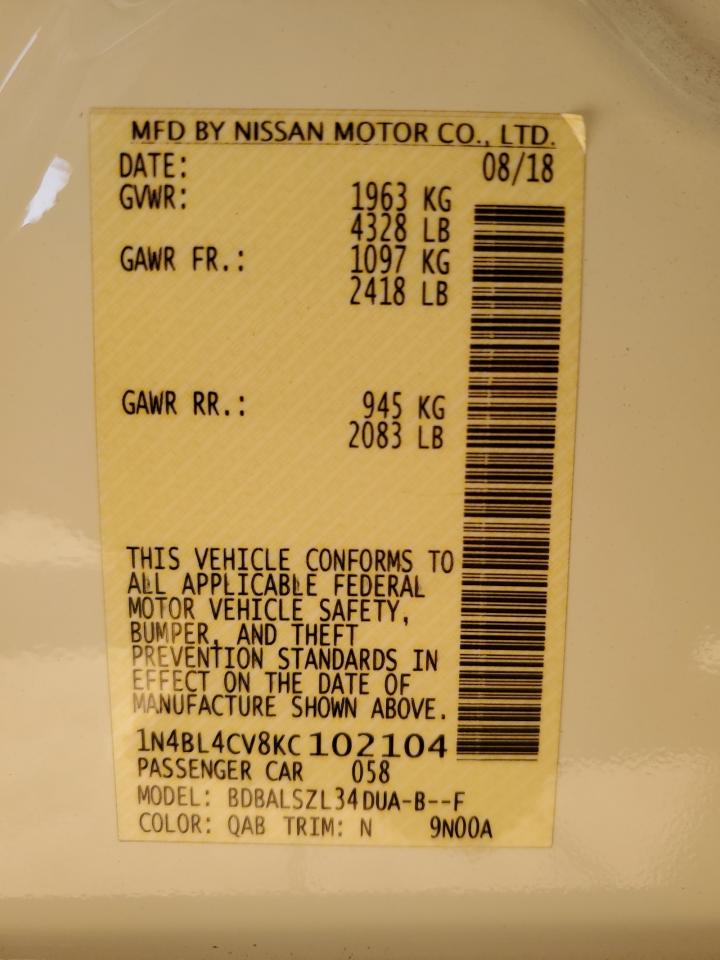 MFD BY NISSAN MOTOR CO., LTD.
DATE: 08/18
GVWR: 1963 KG
4328 LB
GAWR FR.: 1097 KG
2418 LB
GAWR RR.: 945 KG
2083 LB
THIS VEHICLE CONFORMS TO
ALL APPLICABLE FEDERAL
MOTOR VEHICLE SAFETY,
BUMPER, AND THEFT
PREVENTION STANDARDS IN
EFFECT ON THE DATE OF
MANUFACTURE SHOWN ABOVE.
1N4BL4CV8KC102104
PASSENGER CAR 058
MODEL: BDBALSZL34DUA-B--F
COLOR: QAB TRIM: N 9N00A